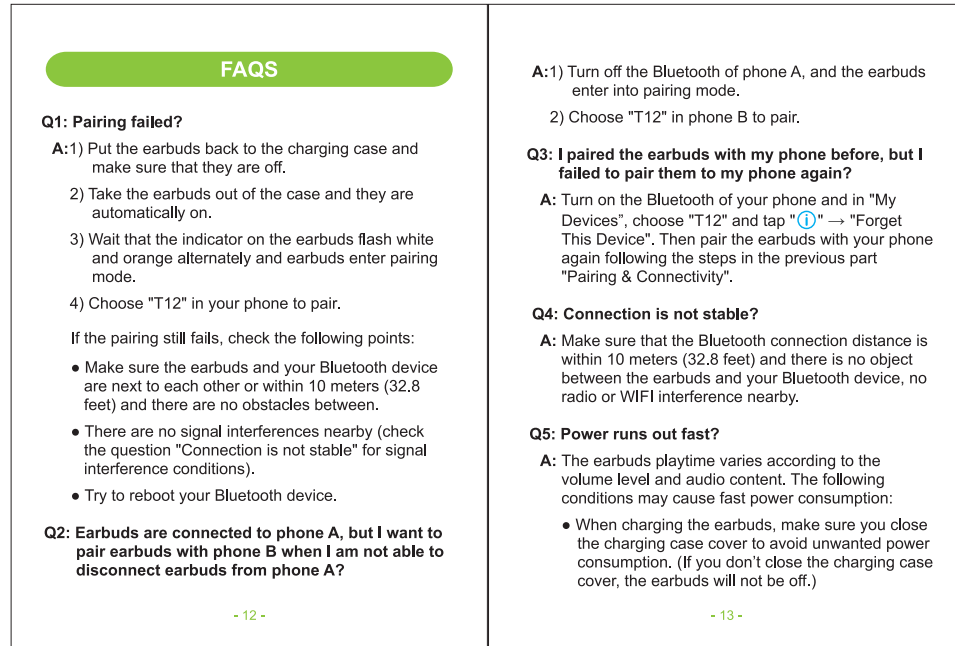 FAQS
Q1: Pairing failed?
A:1) Put the earbuds back to the charging case and
make sure that they are off.
2) Take the earbuds out of the case and they are
automatically on.
3) Wait that the indicator on the earbuds flash white
and orange alternately and earbuds enter pairing
mode.
4) Choose "T12" in your phone to pair.
If the pairing still fails, check the following points:
● Make sure the earbuds and your Bluetooth device
are next to each other or within 10 meters (32.8
feet) and there are no obstacles between.
● There are no signal interferences nearby (check
the question "Connection is not stable" for signal
interference conditions).
● Try to reboot your Bluetooth device.
Q2: Earbuds are connected to phone A, but I want to
pair earbuds with phone B when I am not able to
disconnect earbuds from phone A?
- 12 -
A:1) Turn off the Bluetooth of phone A, and the earbuds
enter into pairing mode.
2) Choose "T12" in phone B to pair.
Q3: I paired the earbuds with my phone before, but I
failed to pair them to my phone again?
A: Turn on the Bluetooth of your phone and in "My
Devices”, choose "T12" and tap "ⓘ" → "Forget
This Device". Then pair the earbuds with your phone
again following the steps in the previous part
"Pairing & Connectivity".
Q4: Connection is not stable?
A: Make sure that the Bluetooth connection distance is
within 10 meters (32.8 feet) and there is no object
between the earbuds and your Bluetooth device, no
radio or WIFI interference nearby.
Q5: Power runs out fast?
A: The earbuds playtime varies according to the
volume level and audio content. The following
conditions may cause fast power consumption:
● When charging the earbuds, make sure you close
the charging case cover to avoid unwanted power
consumption. (If you don’t close the charging case
cover, the earbuds will not be off.)
- 13 -